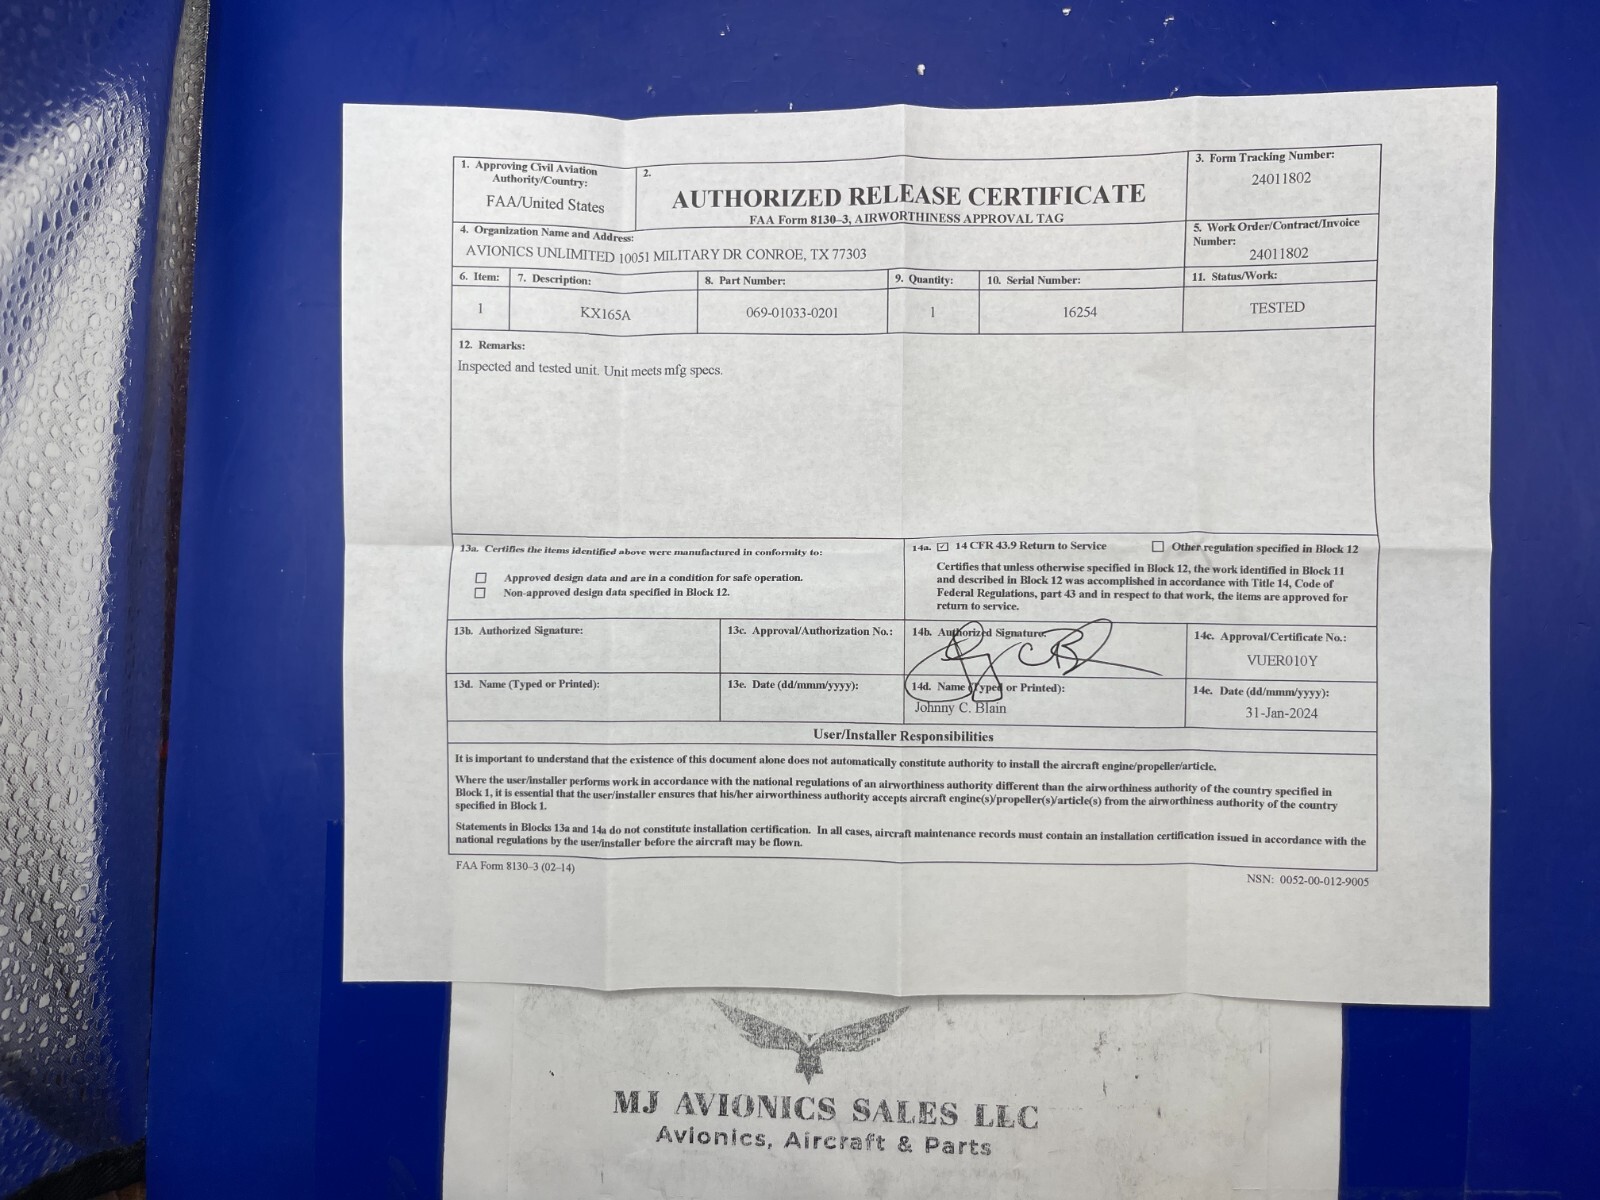 1. Approving Civil Aviation
Authority/Country:
FAA/United States
2.
AUTHORIZED RELEASE CERTIFICATE
FAA Form 8130–3, AIRWORTHINESS APPROVAL TAG
3. Form Tracking Number:
24011802
4. Organization Name and Address:
AVIONICS UNLIMITED 10051 MILITARY DR CONROE, TX 77303
5. Work Order/Contract/Invoice
Number:
24011802
6. Item:
7. Description:
8. Part Number:
9. Quantity:
10. Serial Number:
11. Status/Work:
1
KX165A
069-01033-0201
1
16254
TESTED
12. Remarks:
Inspected and tested unit. Unit meets mfg specs.
13a. Certifies the items identified above were manufactured in conformity to:
Approved design data and are in a condition for safe operation.
Non-approved design data specified in Block 12.
14a. 14 CFR 43.9 Return to Service
Other regulation specified in Block 12
Certifies that unless otherwise specified in Block 12, the work identified in Block 11
and described in Block 12 was accomplished in accordance with Title 14, Code of
Federal Regulations, part 43 and in respect to that work, the items are approved for
return to service.
13b. Authorized Signature:
13c. Approval/Authorization No.:
14b. Authorized Signature:
14c. Approval/Certificate No.:
VUER010Y
13d. Name (Typed or Printed):
13e. Date (dd/mmm/yyyy):
14d. Name (Typed or Printed):
Johnny C. Blain
14e. Date (dd/mmm/yyyy):
31-Jan-2024
User/Installer Responsibilities
It is important to understand that the existence of this document alone does not automatically constitute authority to install the aircraft engine/propeller/article.
Where the user/installer performs work in accordance with the national regulations of an airworthiness authority different than the airworthiness authority of the country specified in
Block 1, it is essential that the user/installer ensures that his/her airworthiness authority accepts aircraft engine(s)/propeller(s)/article(s) from the airworthiness authority of the country
specified in Block 1.
Statements in Blocks 13a and 14a do not constitute installation certification. In all cases, aircraft maintenance records must contain an installation certification issued in accordance with the
national regulations by the user/installer before the aircraft may be flown.
FAA Form 8130–3 (02–14)
NSN: 0052-00-012-9005
MJ AVIONICS SALES LLC
Avionics, Aircraft & Parts